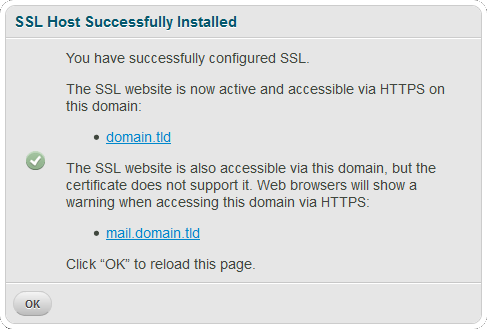 SSL Host Successfully Installed
You have successfully configured SSL.
The SSL website is now active and accessible via HTTPS on
this domain:
• domain.tld
The SSL website is also accessible via this domain, but the
certificate does not support it. Web browsers will show a
warning when accessing this domain via HTTPS:
• mail.domain.tld
Click “OK” to reload this page.
OK